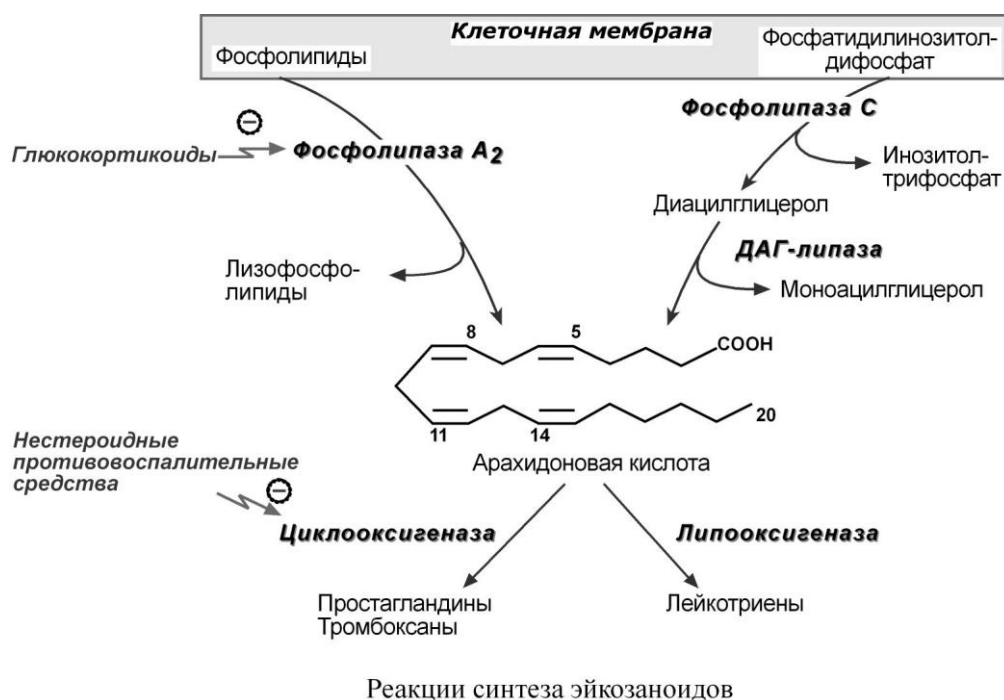 Клеточная мембрана
Фосфолипиды
Фосфатидилинозитол-
дифосфат
Фосфолипаза С
Глюкокортикоиды
Фосфолипаза А2
Инозитол-
трифосфат
Диацилглицерол
ДАГ-липаза
Лизофосфо-
липиды
Моноацилглицерол
8
5
COOH
11
14
20
Арахидоновая кислота
Нестероидные
противовоспалительные
средства
Циклооксигеназа
Липооксигеназа
Простагландины
Тромбоксаны
Лейкотриены
Реакции синтеза эйкозаноидов